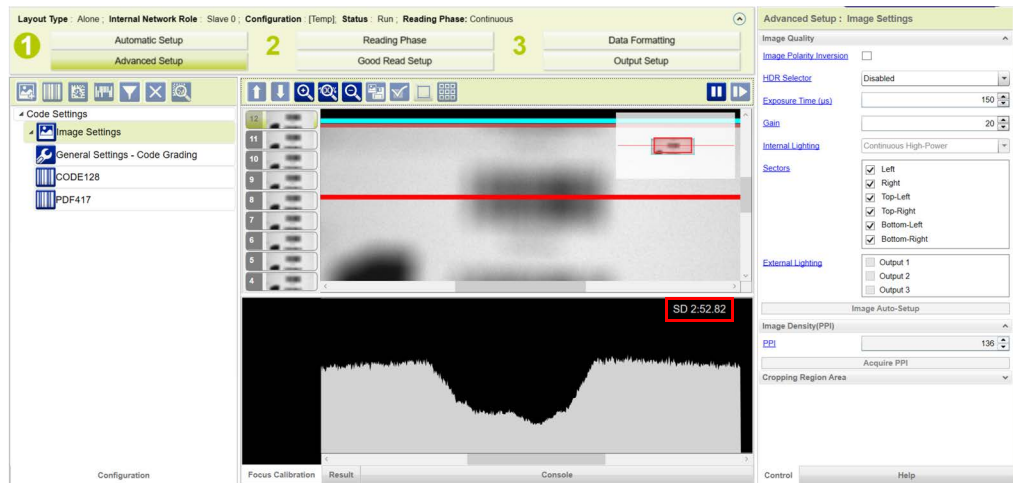 Layout Type : Alone ; Internal Network Role : Slave 0 ; Configuration : [Temp]; Status : Run ; Reading Phase: Continuous
1
Automatic Setup
Advanced Setup
2
Reading Phase
Good Read Setup
3
Data Formatting
Output Setup
Code Settings
Image Settings
General Settings - Code Grading
CODE128
PDF417
Configuration
12
11
10
9
8
7
6
5
4
SD 2:52.82
Focus Calibration
Result
Console
Advanced Setup : Image Settings
Image Quality
Image Polarity Inversion
HDR Selector Disabled
Exposure Time (µs) 150
Gain 20
Internal Lighting Continuous High-Power
Sectors
Left
Right
Top-Left
Top-Right
Bottom-Left
Bottom-Right
External Lighting
Output 1
Output 2
Output 3
Image Auto-Setup
Image Density(PPI)
PPI 136
Acquire PPI
Cropping Region Area
Control
Help